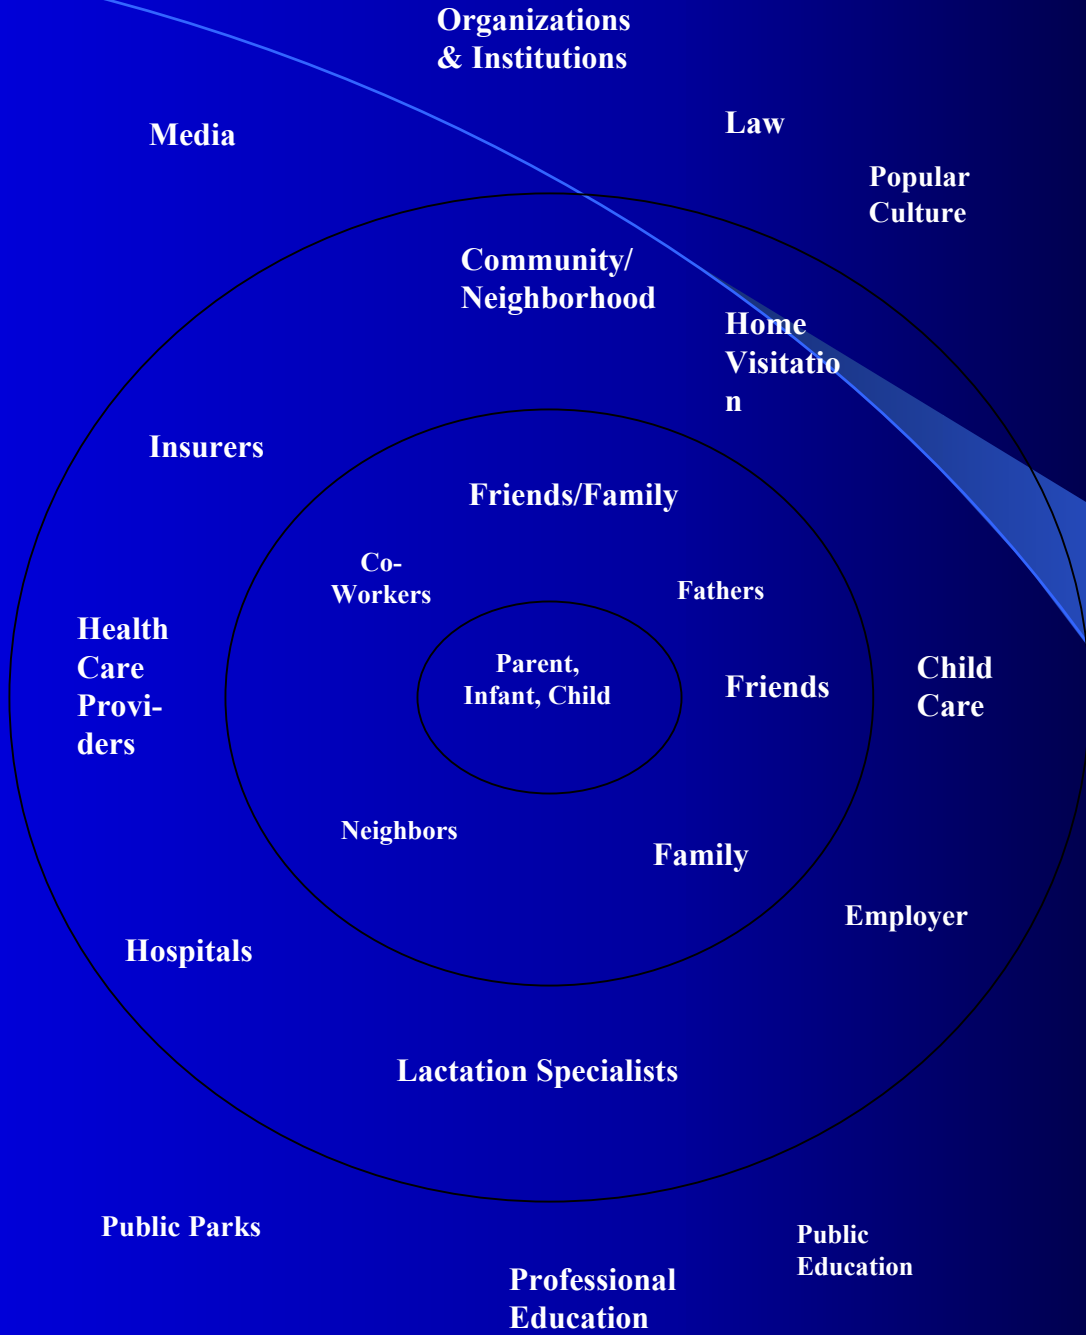 Organizations
& Institutions
Media
Law
Popular
Culture
Community/
Neighborhood
Home
Visitatio
n
Insurers
Friends/Family
Co-
Workers
Fathers
Health
Care
Provi-
ders
Parent,
Infant, Child
Friends
Child
Care
Neighbors
Family
Employer
Hospitals
Lactation Specialists
Public Parks
Public
Education
Professional
Education